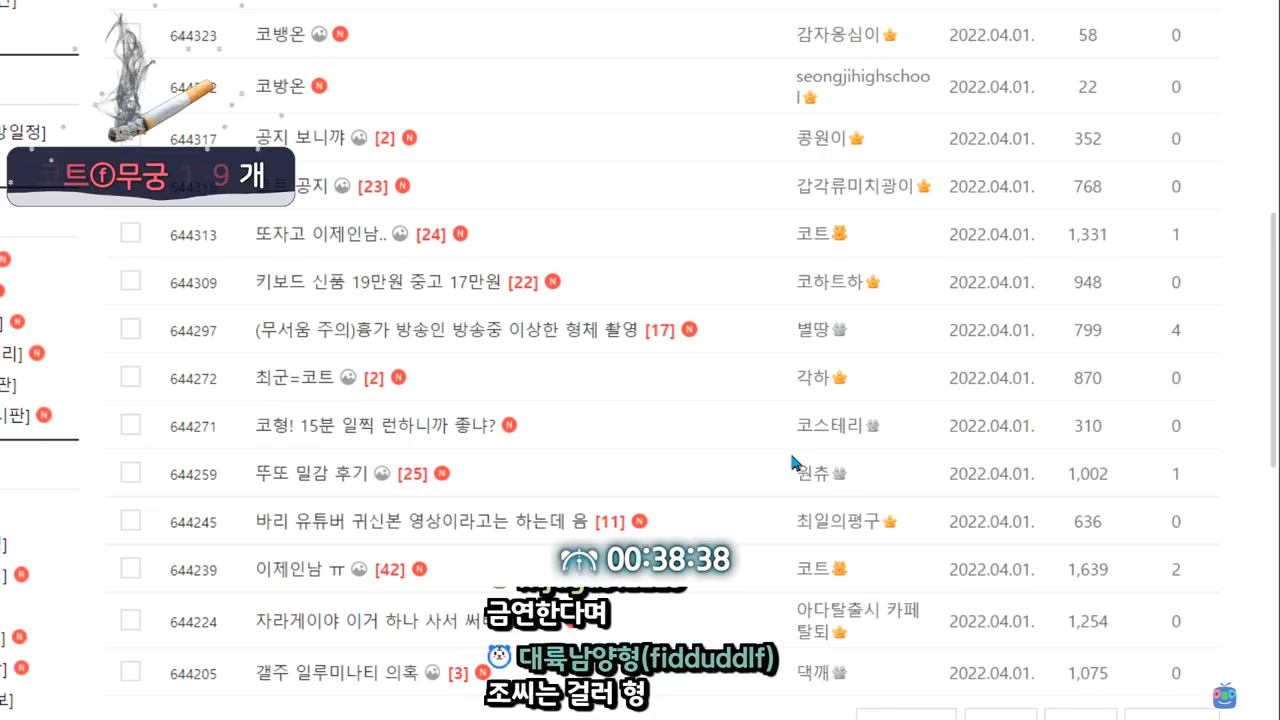 644323 코뱅온 N 감자옹심이 2022.04.01. 58 0
코방온 N seongjihighschoo
l 2022.04.01. 22 0
방일정]
644317 공지 보니꺄 [2] N 콩원이 2022.04.01. 352 0
코트ⓕ무궁 119 개
공지 [23] N 갑각류미치광이 2022.04.01. 768 0
644313 또자고 이제인남.. [24] N 코트 2022.04.01. 1,331 1
644309 키보드 신품 19만원 중고 17만원 [22] N 코하트하 2022.04.01. 948 0
644297 (무서움 주의)흉가 방송인 방송중 이상한 형체 촬영 [17] N 별땅 2022.04.01. 799 4
리] N
644272 최군=코트 [2] N 각하 2022.04.01. 870 0
판]
시판] N
644271 코형! 15분 일찍 런하니까 좋냐? N 코스테리 2022.04.01. 310 0
644259 뚜또 밀감 후기 [25] N 원츄 2022.04.01. 1,002 1
644245 바리 유튜버 귀신본 영상이라고는 하는데 음 [11] N 최일의평구 2022.04.01. 636 0
00:38:38
644239 이제인남 ㅠ [42] N 코트 2022.04.01. 1,639 2
644224 자라게이야 이거 하나 사서 써 아다탈출시 카페
탈퇴 2022.04.01. 1,254 0
금연한다며
대륙남양형(fidduddlf)
644205 갤주 일루미나티 의혹 [3] N 댁깨 2022.04.01. 1,075 0
조씨는 걸러 형
보]